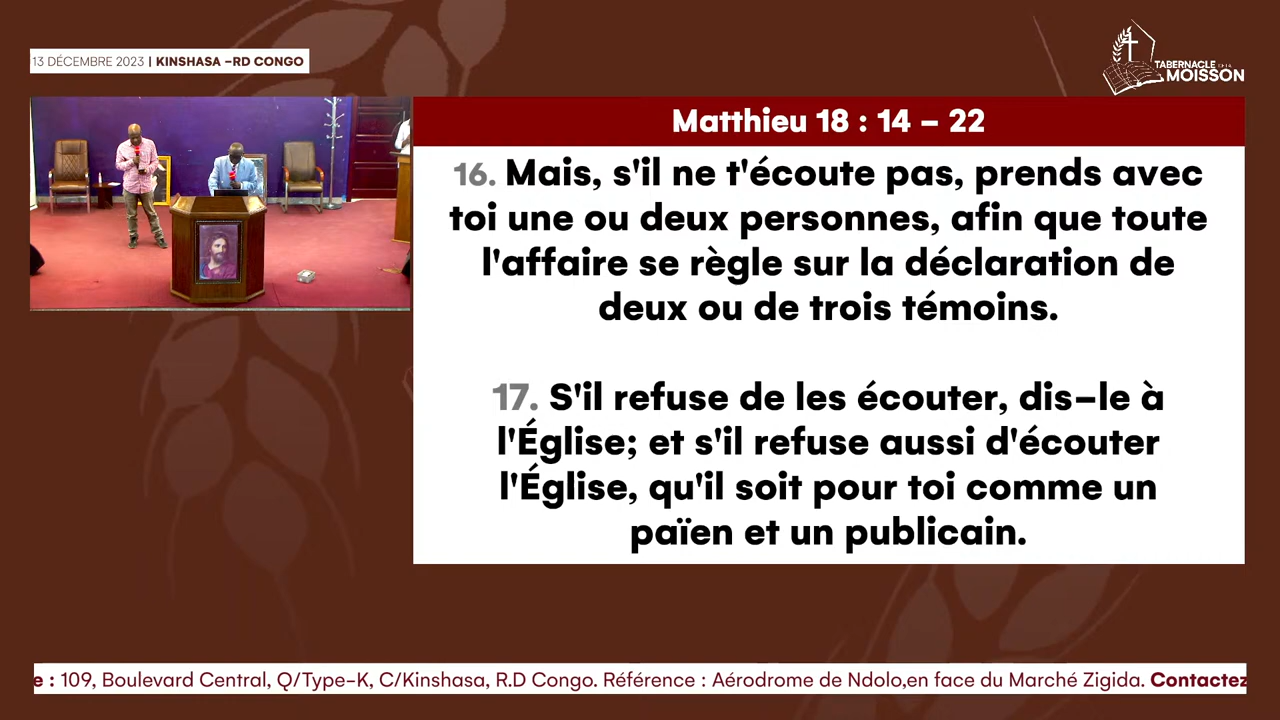 13 DÉCEMBRE 2023 | KINSHASA –RD CONGO
TABERNACLE DE LA
MOISSON
Matthieu 18 : 14 – 22
16. Mais, s'il ne t'écoute pas, prends avec
toi une ou deux personnes, afin que toute
l'affaire se règle sur la déclaration de
deux ou de trois témoins.
17. S'il refuse de les écouter, dis–le à
l'Église; et s'il refuse aussi d'écouter
l'Église, qu'il soit pour toi comme un
païen et un publicain.
e : 109, Boulevard Central, Q/Type-K, C/Kinshasa, R.D Congo. Référence : Aérodrome de Ndolo,en face du Marché Zigida. Contactez